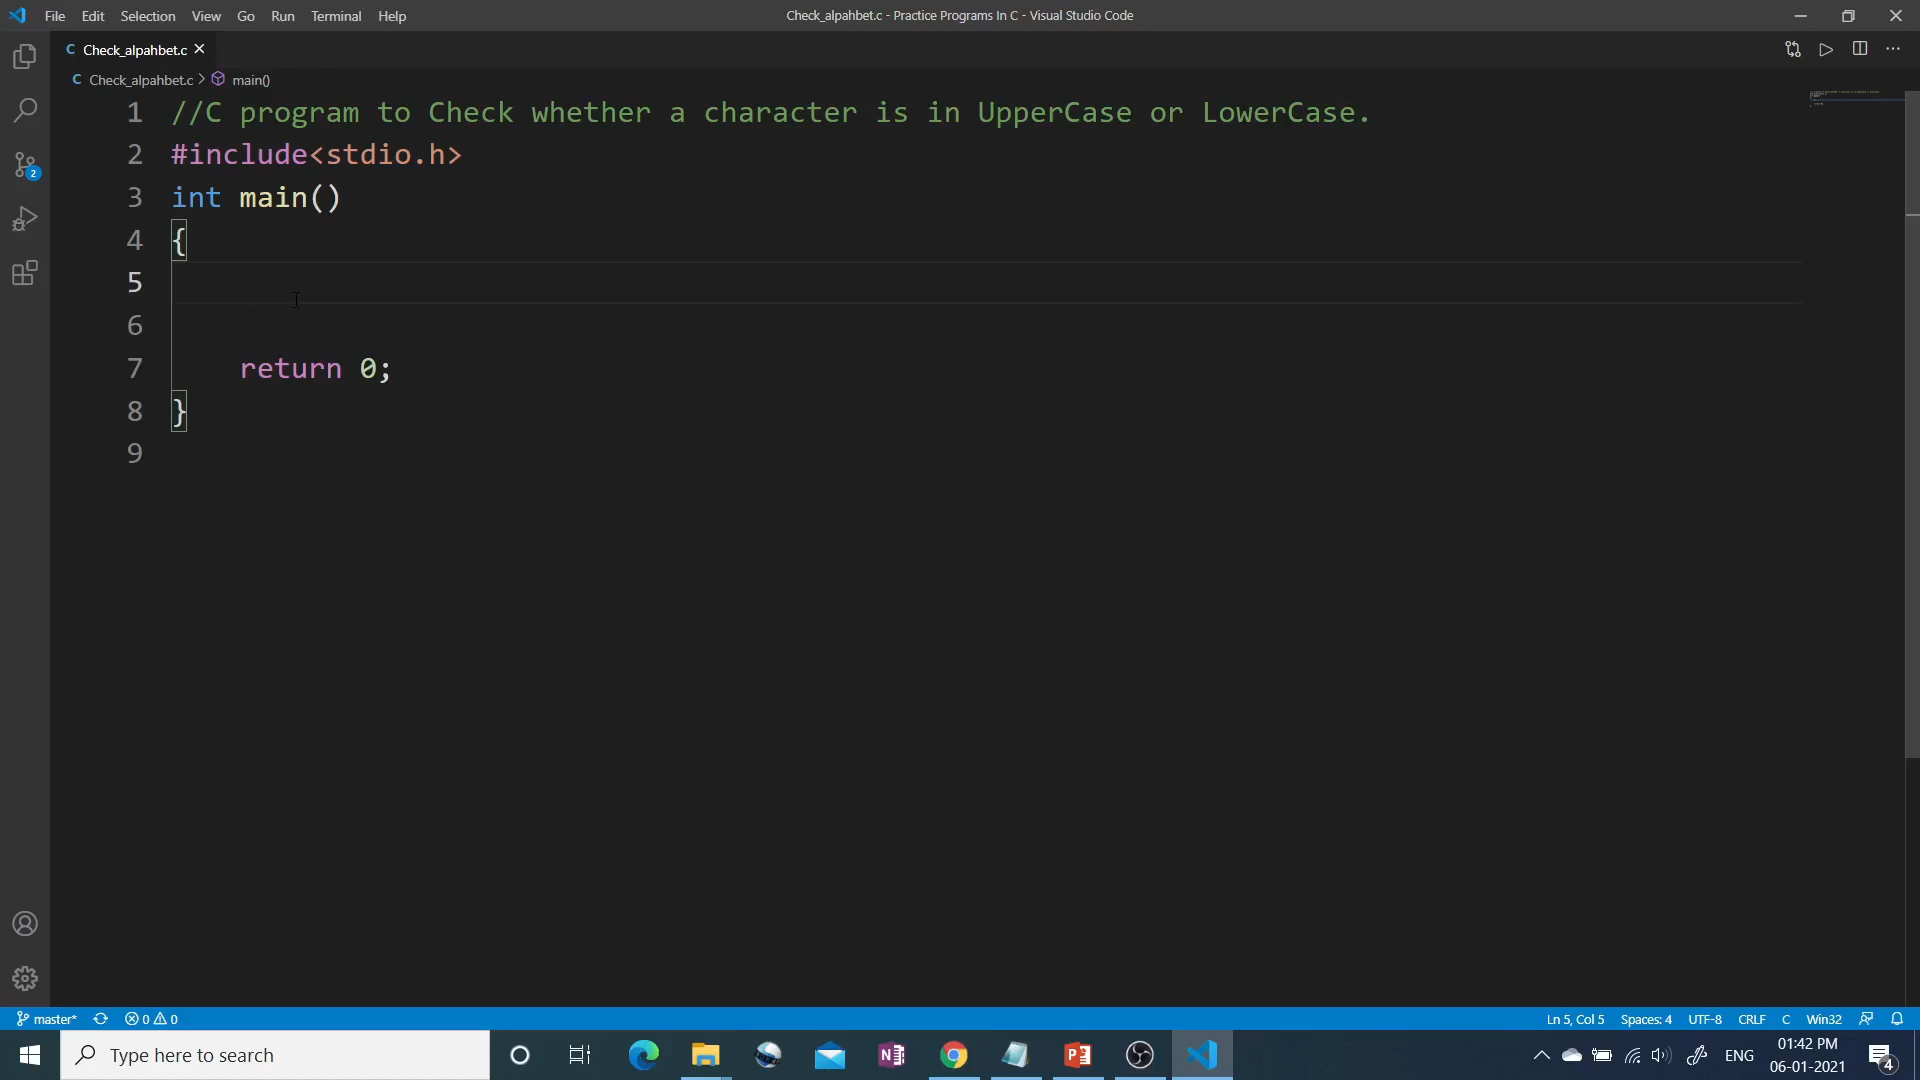 File Edit Selection View Go Run Terminal Help
Check_alpahbet.c - Practice Programs In C - Visual Studio Code
C Check_alpahbet.c ×
C Check_alpahbet.c > main()
1 //C program to Check whether a character is in UpperCase or LowerCase.
2 #include<stdio.h>
3 int main()
4 {
5
6
7 return 0;
8 }
9
2
master* 0 0 Ln 5, Col 5 Spaces: 4 UTF-8 CRLF C Win32
Type here to search
ENG
01:42 PM
06-01-2021
4